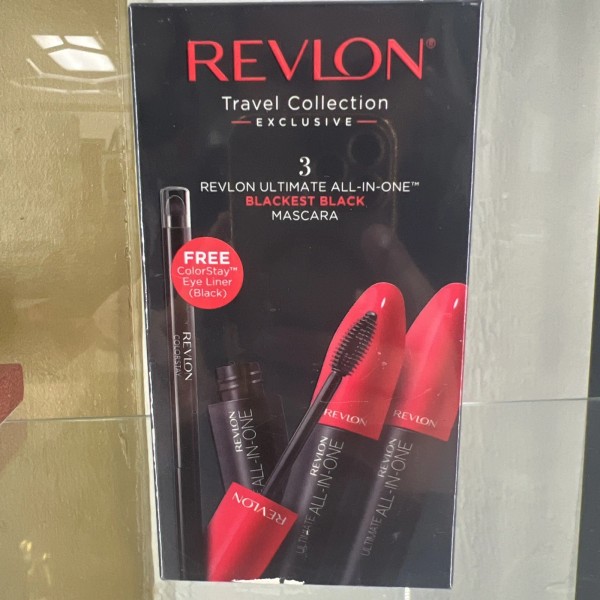 REVLON®
Travel Collection
EXCLUSIVE
3
REVLON ULTIMATE ALL-IN-ONE™
BLACKEST BLACK
MASCARA
FREE
ColorStay™
Eye Liner
(Black)
REVLON
COLORSTAY
REVLON
ALL-IN-ONE
REVLON
REVLON
REVLON
ULTIMATE ALL-IN-ONE
REVLON
REVLON
ULTIMATE ALL-IN-ONE